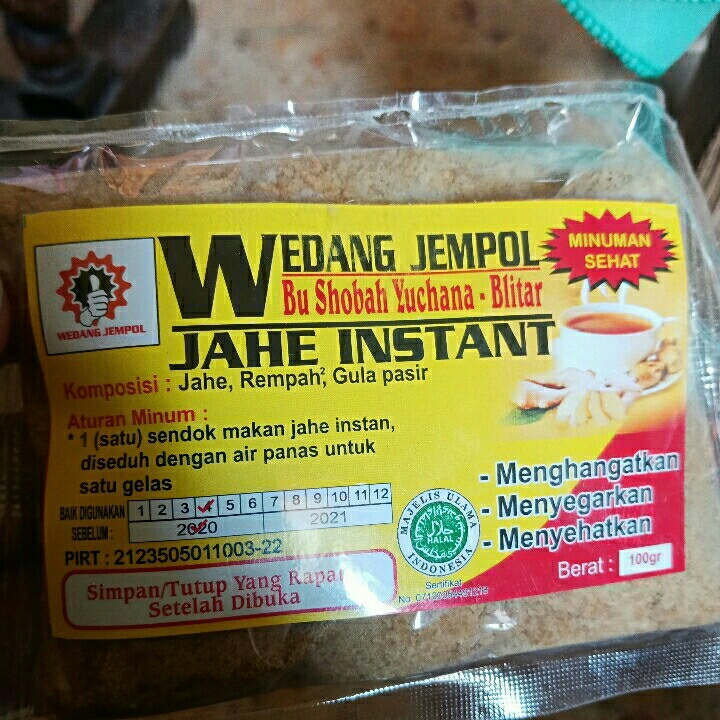 WEDANG JEMPOL
Bu Shobah Yuchana - Blitar
JAHE INSTANT
MINUMAN
SEHAT
WEDANG JEMPOL
Komposisi : Jahe, Rempah², Gula pasir
Aturan Minum :
* 1 (satu) sendok makan jahe instan,
diseduh dengan air panas untuk
satu gelas
BAIK DIGUNAKAN
SEBELUM :
1 2 3 4 5 6 7 8 9 10 11 12
2020 2021
PIRT : 2123505011003-22
Simpan/Tutup Yang Rapat
Setelah Dibuka
MAJELIS ULAMA
HALAL
INDONESIA
Sertifikat
- Menghangatkan
- Menyegarkan
- Menyehatkan
Berat : 100gr